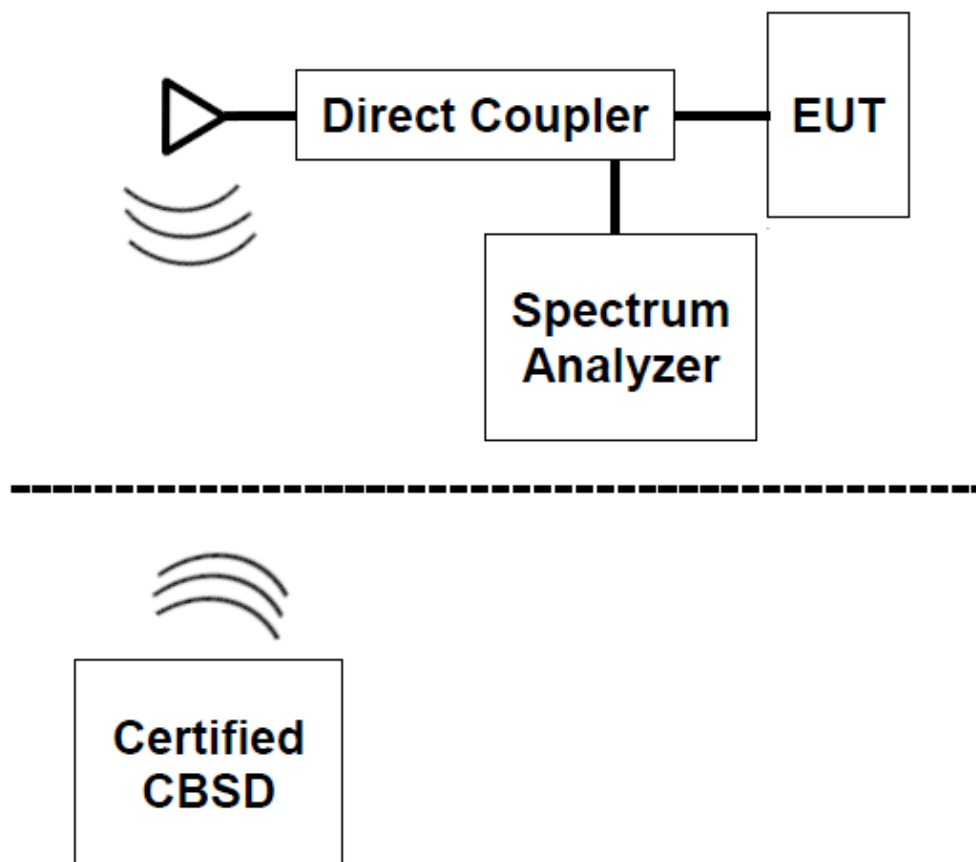 Direct Coupler
EUT
Spectrum
Analyzer
Certified
CBSD